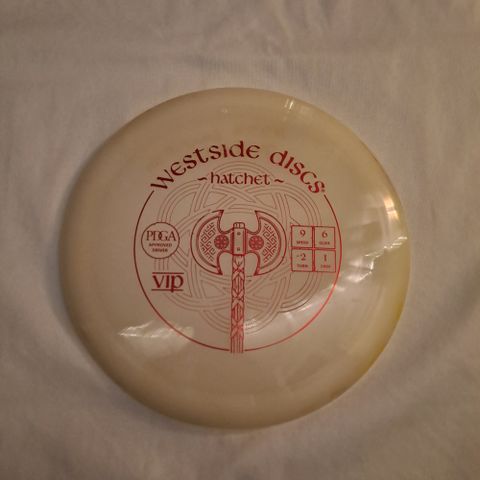 Westside Discs
~hatchet~
PDGA
APPROVED
DRIVER
VIP
9
SPEED
6
GLIDE
-2
TURN
1
FADE